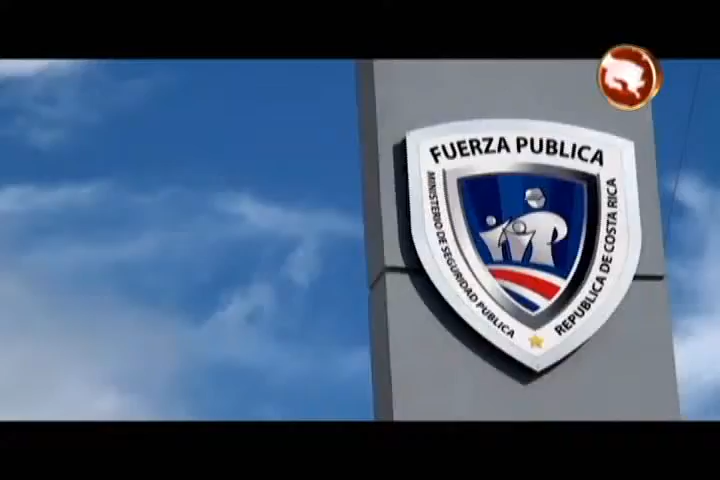 FUERZA PUBLICA
MINISTERIO DE SEGURIDAD PUBLICA
REPUBLICA DE COSTA RICA